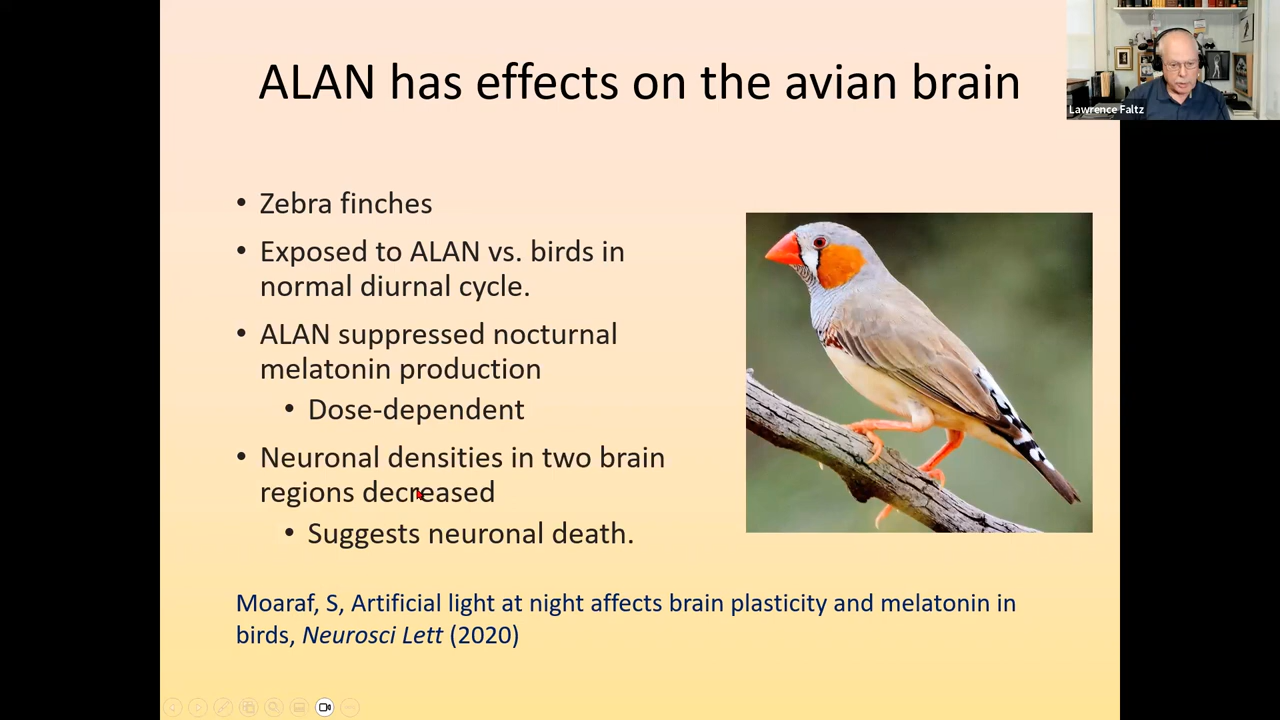 ALAN has effects on the avian brain
Lawrence Faltz
• Zebra finches
• Exposed to ALAN vs. birds in
normal diurnal cycle.
• ALAN suppressed nocturnal
melatonin production
• Dose-dependent
• Neuronal densities in two brain
regions decreased
• Suggests neuronal death.
Moaraf, S, Artificial light at night affects brain plasticity and melatonin in
birds, Neurosci Lett (2020)